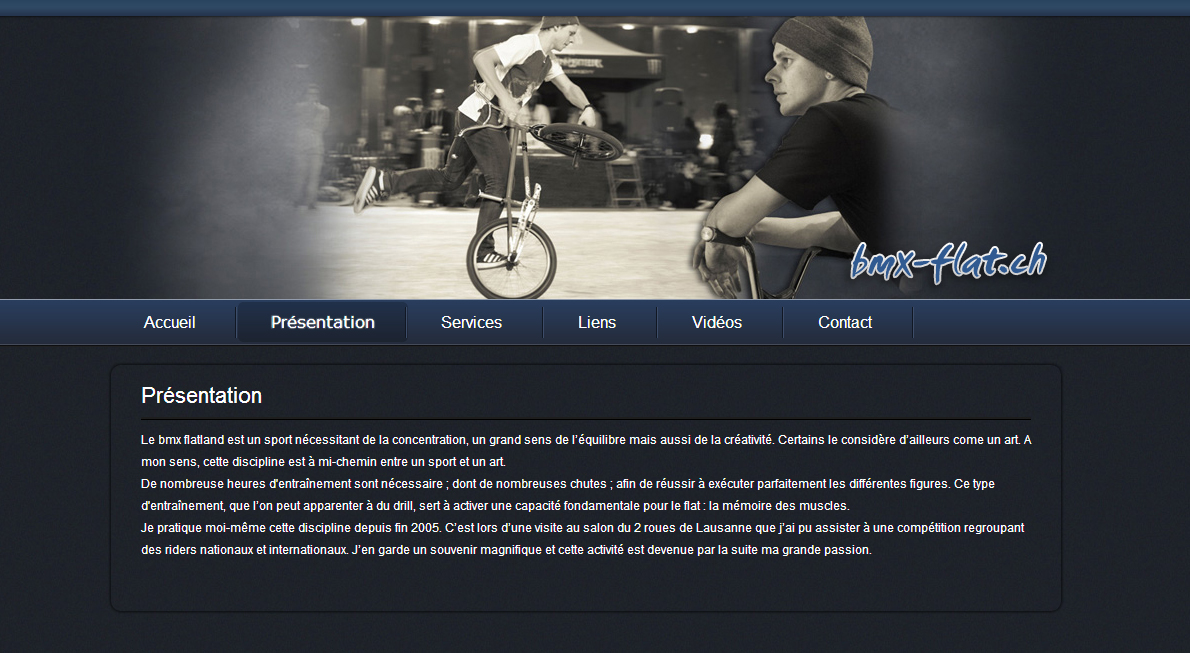 bmx-flat.ch
Accueil Présentation Services Liens Vidéos Contact
Présentation
Le bmx flatland est un sport nécessitant de la concentration, un grand sens de l'équilibre mais aussi de la créativité. Certains le considère d'ailleurs come un art. A
mon sens, cette discipline est à mi-chemin entre un sport et un art.
De nombreuse heures d'entraînement sont nécessaire ; dont de nombreuses chutes ; afin de réussir à exécuter parfaitement les différentes figures. Ce type
d'entraînement, que l'on peut apparenter à du drill, sert à activer une capacité fondamentale pour le flat : la mémoire des muscles.
Je pratique moi-même cette discipline depuis fin 2005. C'est lors d'une visite au salon du 2 roues de Lausanne que j'ai pu assister à une compétition regroupant
des riders nationaux et internationaux. J'en garde un souvenir magnifique et cette activité est devenue par la suite ma grande passion.